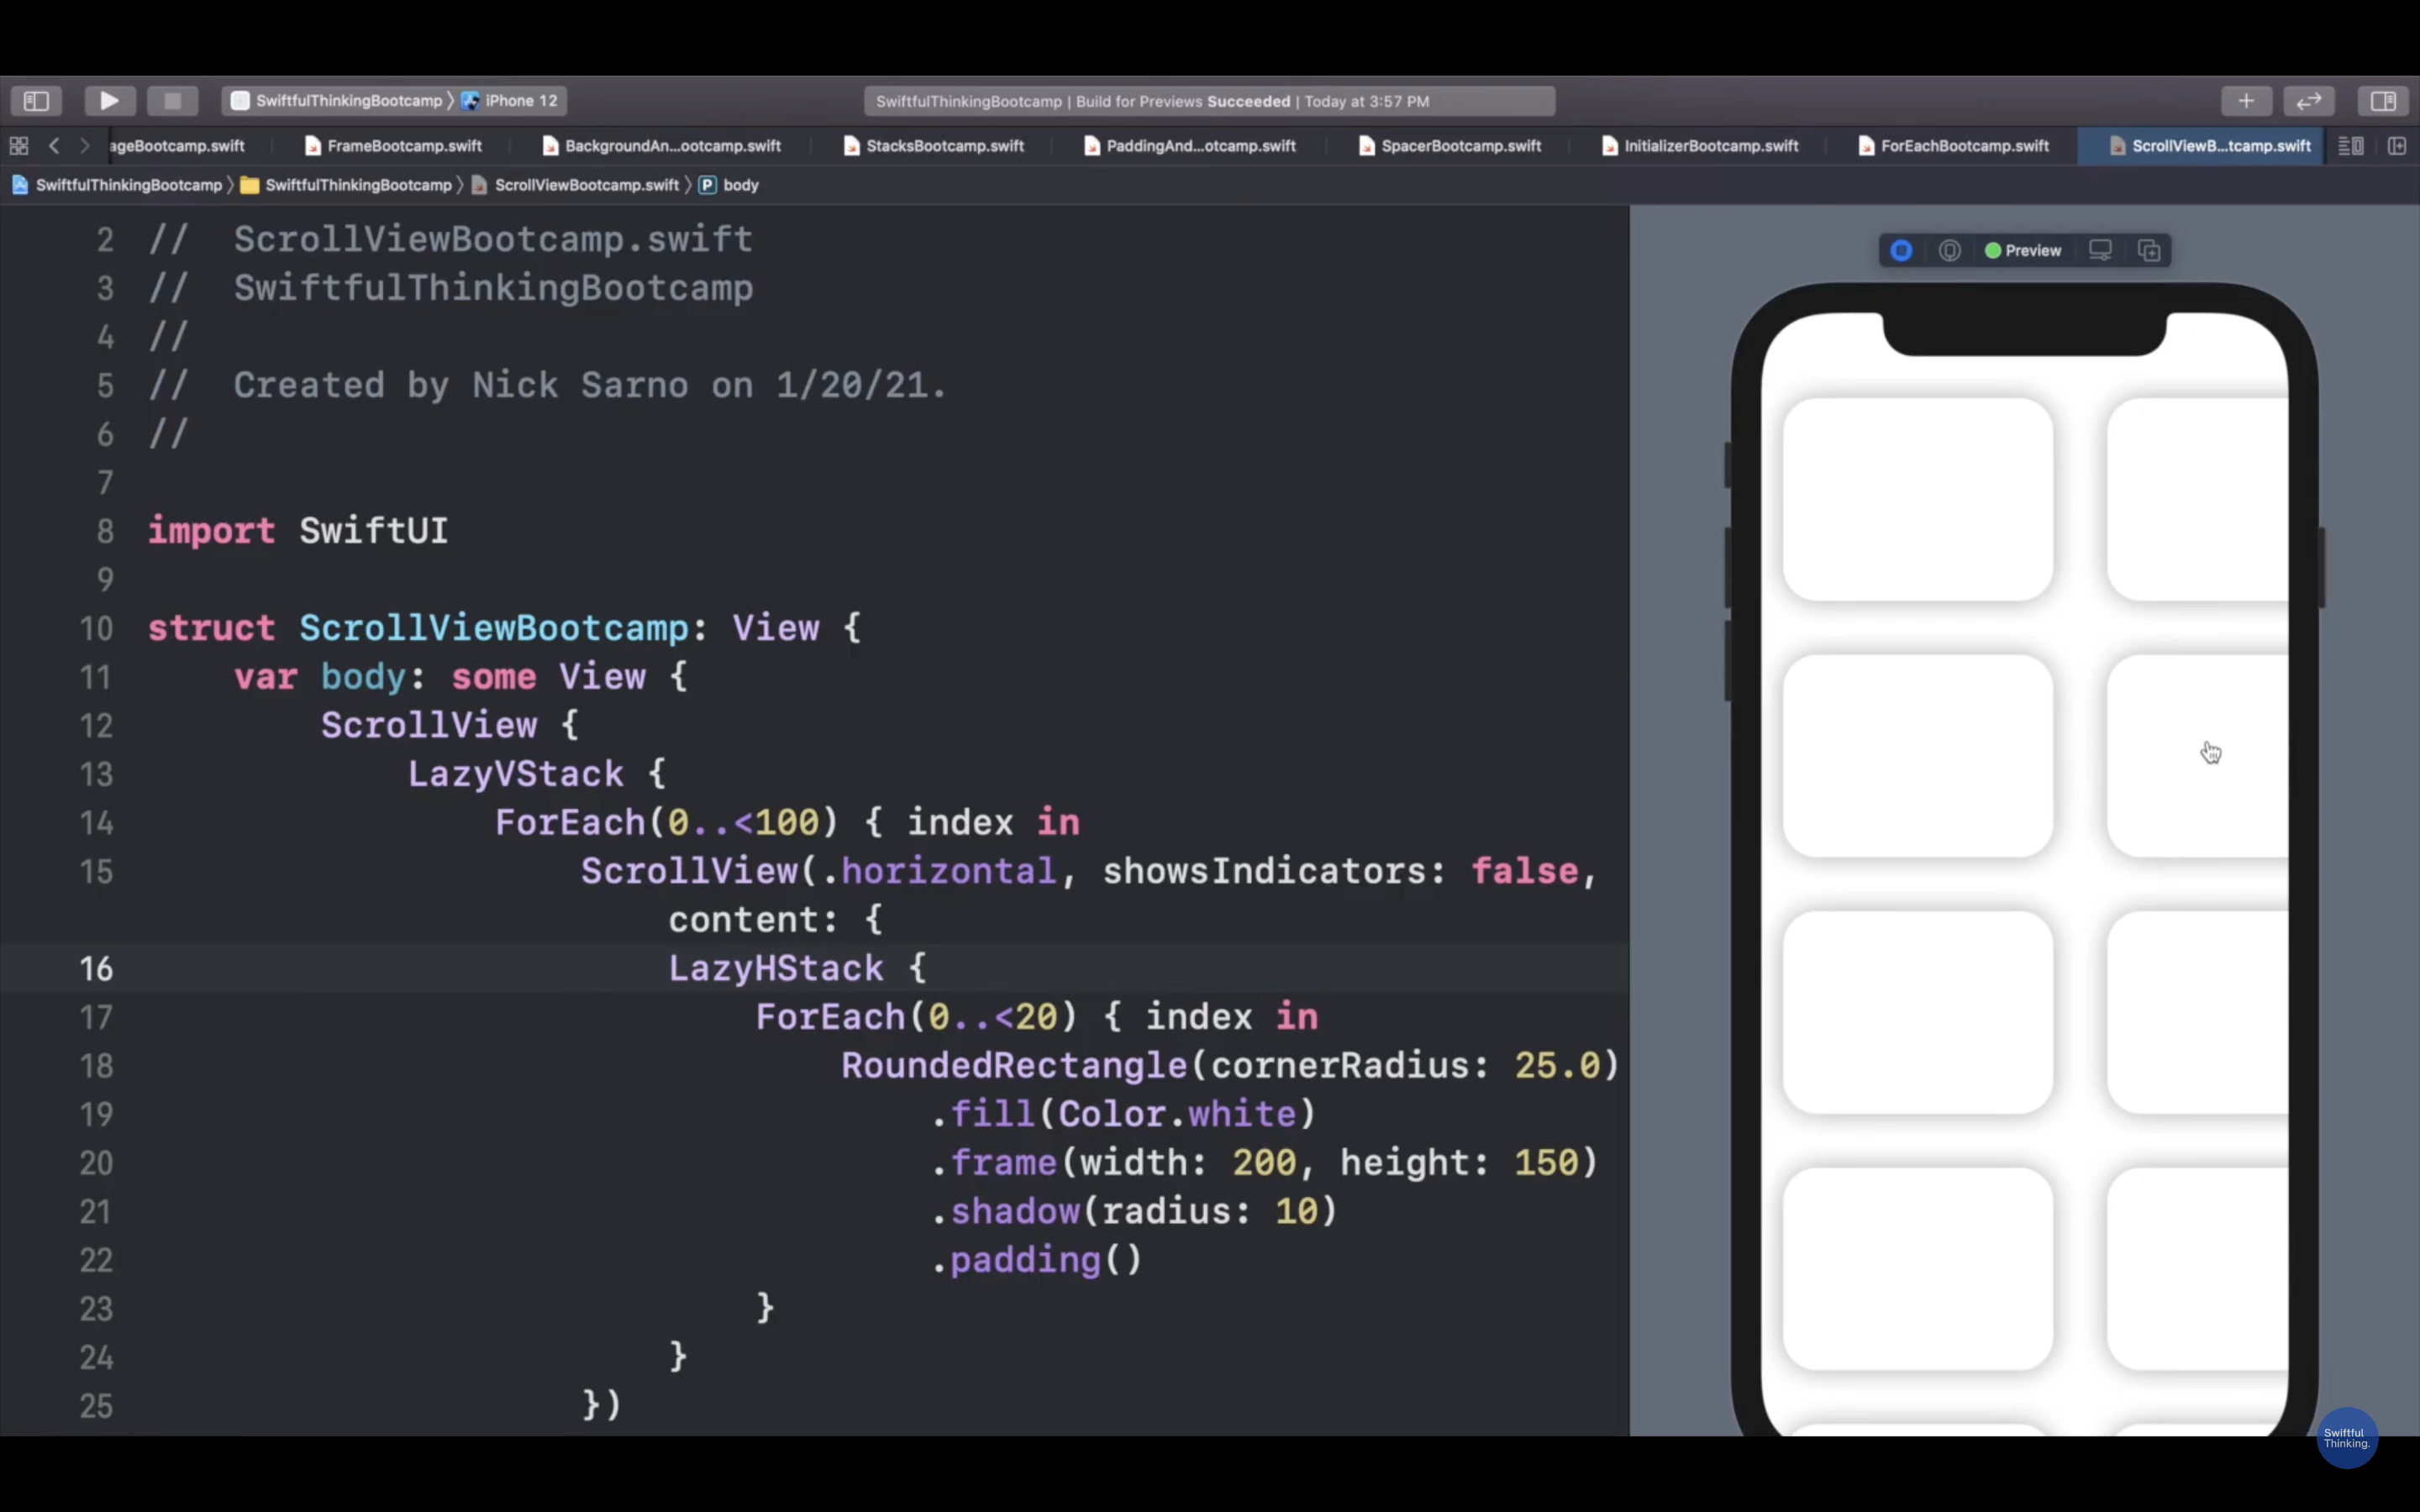 SwiftfulThinkingBootcamp 〉 iPhone 12
SwiftfulThinkingBootcamp | Build for Previews Succeeded | Today at 3:57 PM
ageBootcamp.swift FrameBootcamp.swift BackgroundAn...ootcamp.swift StacksBootcamp.swift PaddingAnd...otcamp.swift SpacerBootcamp.swift InitializerBootcamp.swift ForEachBootcamp.swift ScrollViewB...tcamp.swift
SwiftfulThinkingBootcamp 〉 SwiftfulThinkingBootcamp 〉 ScrollViewBootcamp.swift 〉 P body
2 //  ScrollViewBootcamp.swift
3 //  SwiftfulThinkingBootcamp
4 //
5 //  Created by Nick Sarno on 1/20/21.
6 //
7
8 import SwiftUI
9
10 struct ScrollViewBootcamp: View {
11     var body: some View {
12         ScrollView {
13             LazyVStack {
14                 ForEach(0..<100) { index in
15                     ScrollView(.horizontal, showsIndicators: false,
                        content: {
16                         LazyHStack {
17                             ForEach(0..<20) { index in
18                                 RoundedRectangle(cornerRadius: 25.0)
19                                     .fill(Color.white)
20                                     .frame(width: 200, height: 150)
21                                     .shadow(radius: 10)
22                                     .padding()
23                             }
24                         }
25                     })
Preview
Swiftful
Thinking.